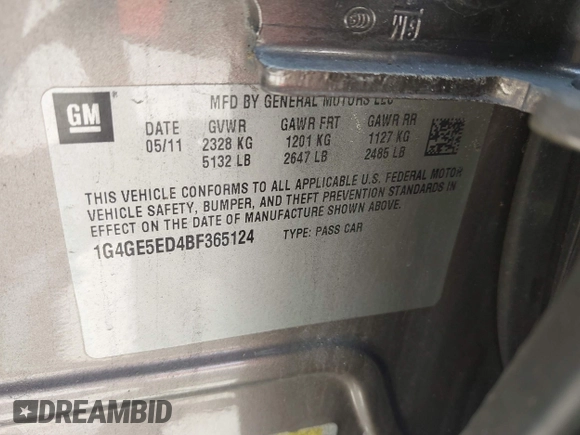 GM
MFD BY GENERAL MOTORS LLC
DATE GVWR GAWR FRT GAWR RR
05/11 2328 KG 1201 KG 1127 KG
5132 LB 2647 LB 2485 LB
THIS VEHICLE CONFORMS TO ALL APPLICABLE U.S. FEDERAL MOTOR
VEHICLE SAFETY, BUMPER, AND THEFT PREVENTION STANDARDS IN
EFFECT ON THE DATE OF MANUFACTURE SHOWN ABOVE.
1G4GE5ED4BF365124 TYPE: PASS CAR
DREAMBID